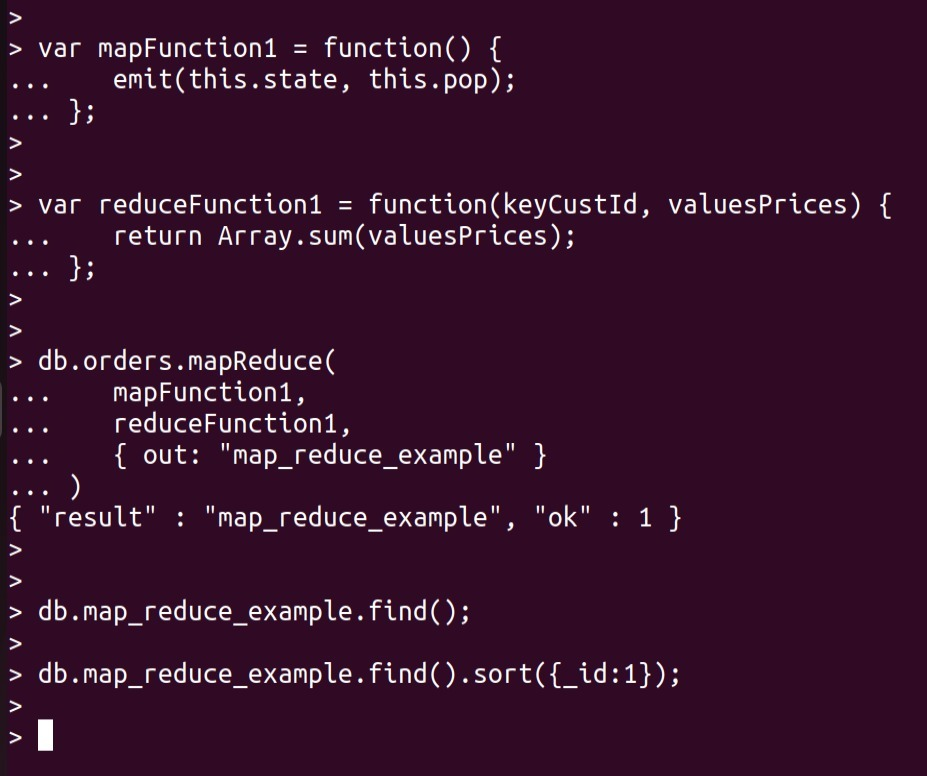 >
> var mapFunction1 = function() {
...    emit(this.state, this.pop);
... };
>
>
> var reduceFunction1 = function(keyCustId, valuesPrices) {
...    return Array.sum(valuesPrices);
... };
>
>
> db.orders.mapReduce(
...    mapFunction1,
...    reduceFunction1,
...    { out: "map_reduce_example" }
... )
{ "result" : "map_reduce_example", "ok" : 1 }
>
>
> db.map_reduce_example.find();
>
> db.map_reduce_example.find().sort({_id:1});
>
>